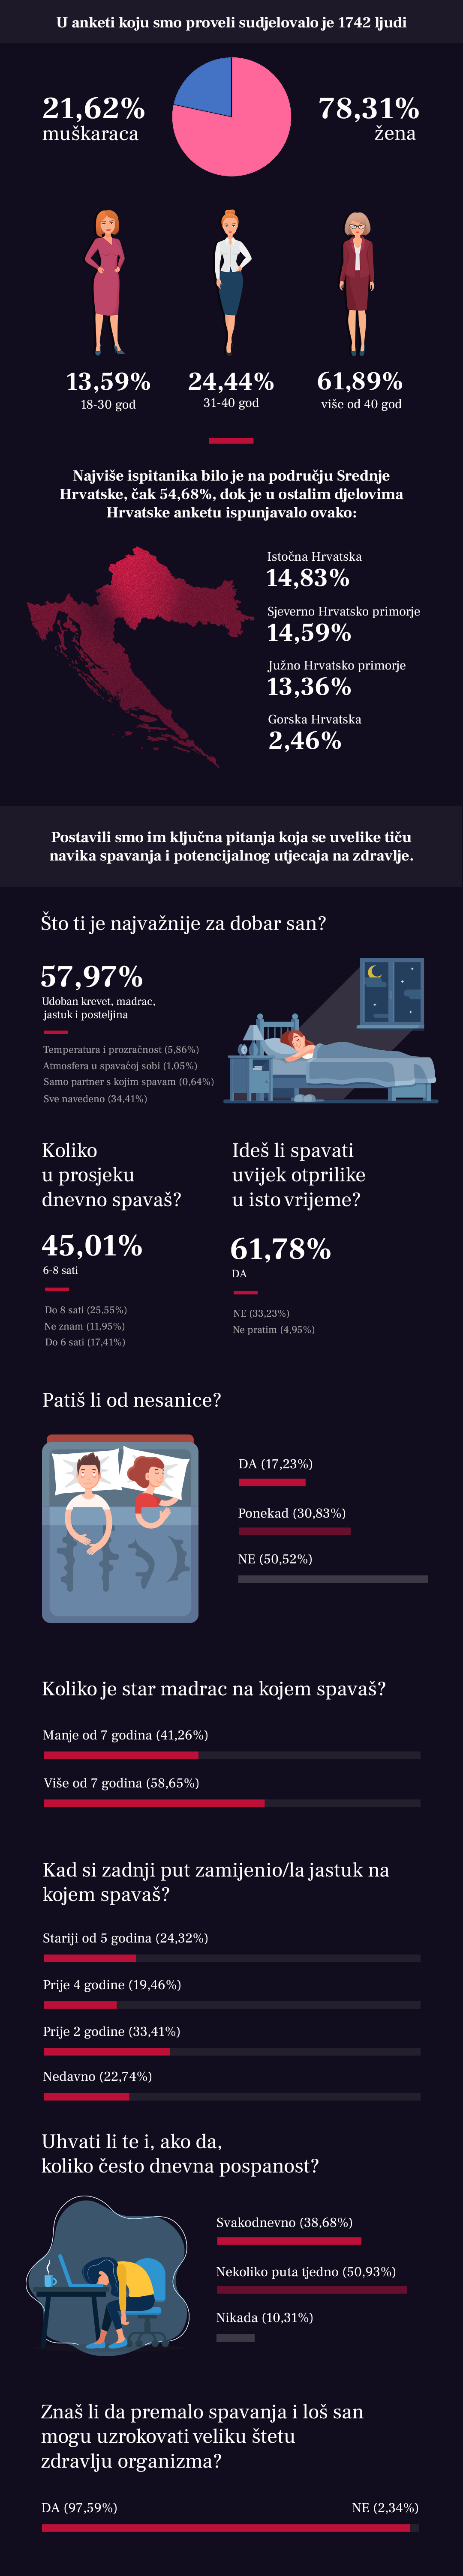 U anketi koju smo proveli sudjelovalo je 1742 ljudi
21,62%
muškaraca
78,31%
žena
13,59%
18-30 god
24,44%
31-40 god
61,89%
više od 40 god
Najviše ispitanika bilo je na području Srednje
Hrvatske, čak 54,68%, dok je u ostalim djelovima
Hrvatske anketu ispunjavalo ovako:
Istočna Hrvatska
14,83%
Sjeverno Hrvatsko primorje
14,59%
Južno Hrvatsko primorje
13,36%
Gorska Hrvatska
2,46%
Postavili smo im ključna pitanja koja se uvelike tiču
navika spavanja i potencijalnog utjecaja na zdravlje.
Što ti je najvažnije za dobar san?
57,97%
Udoban krevet, madrac,
jastuk i posteljina
Temperatura i prozračnost (5,86%)
Atmosfera u spavaćoj sobi (1,05%)
Samo partner s kojim spavam (0,64%)
Sve navedeno (34,41%)
Koliko
u prosjeku
dnevno spavaš?
45,01%
6-8 sati
Do 8 sati (25,55%)
Ne znam (11,95%)
Do 6 sati (17,41%)
Ideš li spavati
uvijek otprilike
u isto vrijeme?
61,78%
DA
NE (33,23%)
Ne pratim (4,95%)
Patiš li od nesanice?
DA (17,23%)
Ponekad (30,83%)
NE (50,52%)
Koliko je star madrac na kojem spavaš?
Manje od 7 godina (41,26%)
Više od 7 godina (58,65%)
Kad si zadnji put zamijenio/la jastuk na
kojem spavaš?
Stariji od 5 godina (24,32%)
Prije 4 godine (19,46%)
Prije 2 godine (33,41%)
Nedavno (22,74%)
Uhvati li te i, ako da,
koliko često dnevna pospanost?
Svakodnevno (38,68%)
Nekoliko puta tjedno (50,93%)
Nikada (10,31%)
Znaš li da premalo spavanja i loš san
mogu uzrokovati veliku štetu
zdravlju organizma?
DA (97,59%)
NE (2,34%)